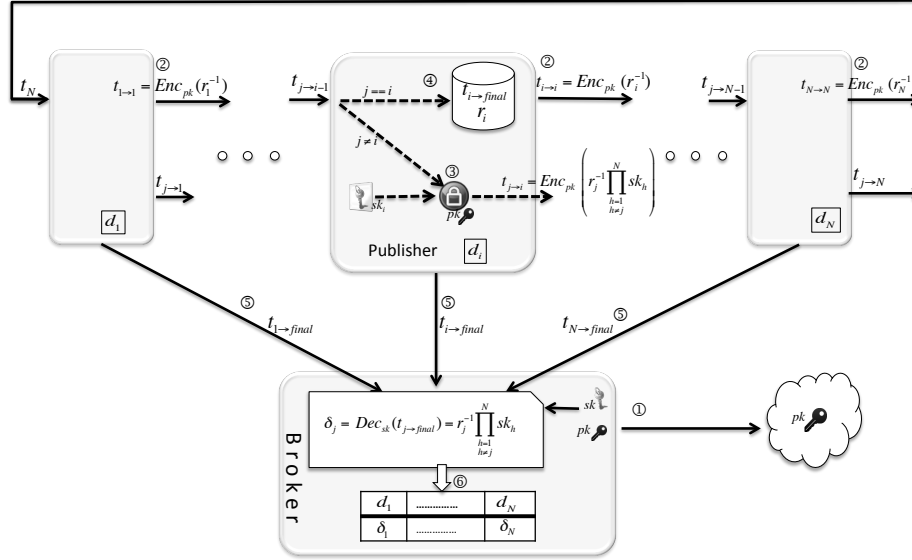 t_N
②
t_{1→1} = Enc_{pk}(r_1^{-1})
t_{j→1}
d_1
t_{j→i-1}
j==i
④
t_{i→final}
r_i
j≠i
③
sk_i
pk
Publisher
d_i
②
t_{i→i} = Enc_{pk}(r_i^{-1})
t_{j→i} = Enc_{pk}(r_j^{-1} ∏_{h=1, h≠j}^{N} sk_h)
t_{j→N-1}
②
t_{N→N} = Enc_{pk}(r_N^{-1})
t_{j→N}
d_N
⑤
t_{1→final}
⑤
t_{i→final}
⑤
t_{N→final}
Broker
δ_j = Dec_{sk}(t_{j→final}) = r_j^{-1} ∏_{h=1, h≠j}^{N} sk_h
sk
pk
①
pk
⑥
d_1 .............. d_N
δ_1 .............. δ_N